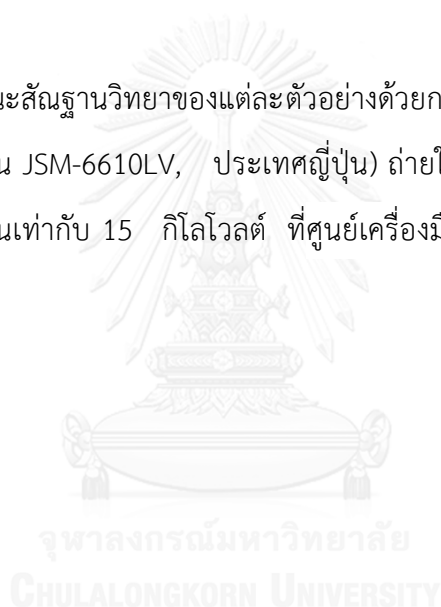 นะสัณฐานวิทยาของแต่ละตัวอย่างด้วยก
น JSM-6610LV, ประเทศญี่ปุ่น) ถ่ายใ
นเท่ากับ 15 กิโลโวลต์ ที่ศูนย์เครื่องมื
จุฬาลงกรณ์มหาวิทยาลัย
CHULALONGKORN UNIVERSITY